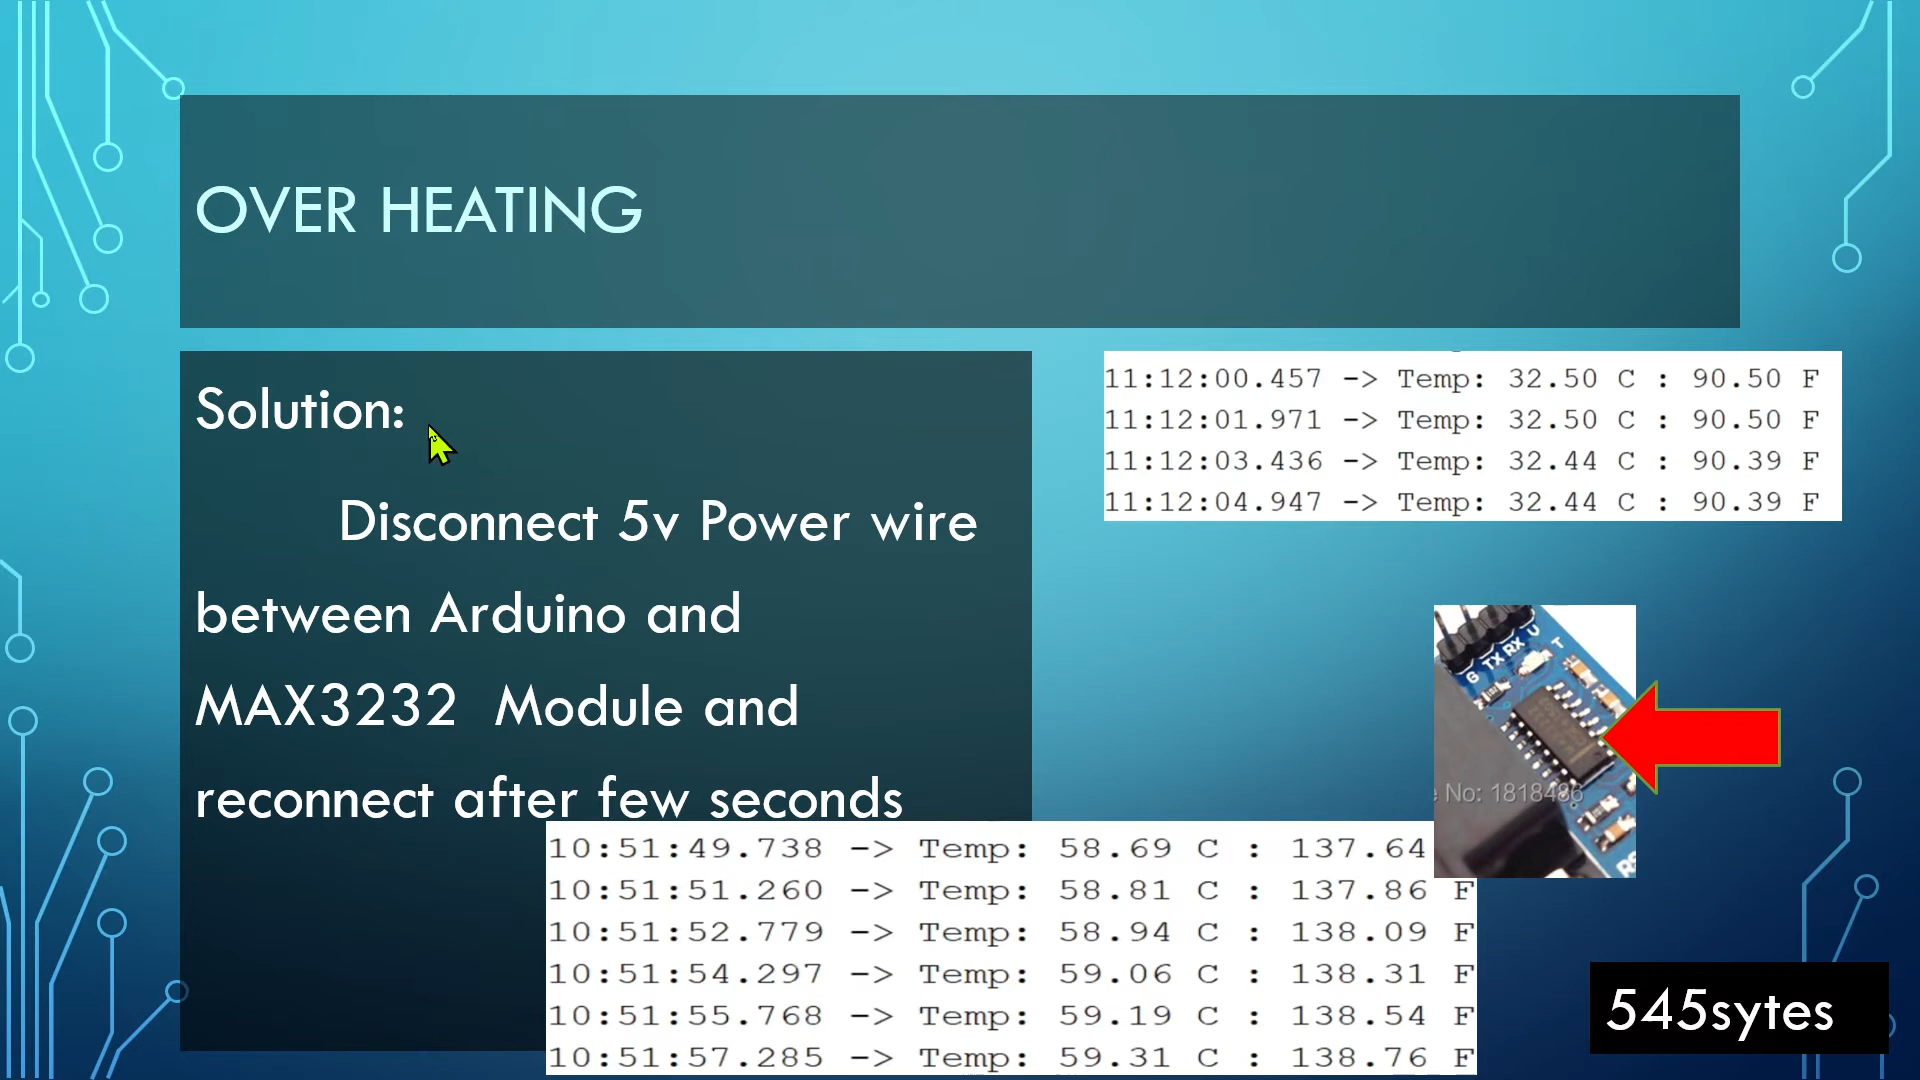 OVER HEATING
Solution:
Disconnect 5v Power wire
between Arduino and
MAX3232 Module and
reconnect after few seconds
11:12:00.457 -> Temp: 32.50 C : 90.50 F
11:12:01.971 -> Temp: 32.50 C : 90.50 F
11:12:03.436 -> Temp: 32.44 C : 90.39 F
11:12:04.947 -> Temp: 32.44 C : 90.39 F
G TX RX U T
No: 1818486
10:51:49.738 -> Temp: 58.69 C : 137.64
10:51:51.260 -> Temp: 58.81 C : 137.86 F
10:51:52.779 -> Temp: 58.94 C : 138.09 F
10:51:54.297 -> Temp: 59.06 C : 138.31 F
10:51:55.768 -> Temp: 59.19 C : 138.54 F
10:51:57.285 -> Temp: 59.31 C : 138.76 F
545sytes